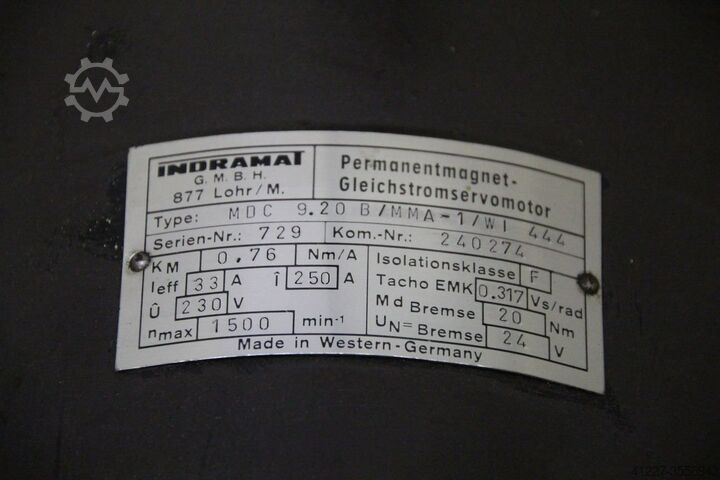 INDRAMAT
G. M. B. H.
877 Lohr/M.
Permanentmagnet-
Gleichstromservomotor
Type: MDC 9.20 B/MMA-1/WI 444
Serien-Nr.: 729 Kom.-Nr.: 240274
KM 0,76 Nm/A
Ieff 33 A î 250 A
Û 230 V
nmax 1500 min-1
Isolationsklasse F
Tacho EMK 0.317 Vs/rad
Md Bremse 20 Nm
UN= Bremse 24 V
Made in Western-Germany